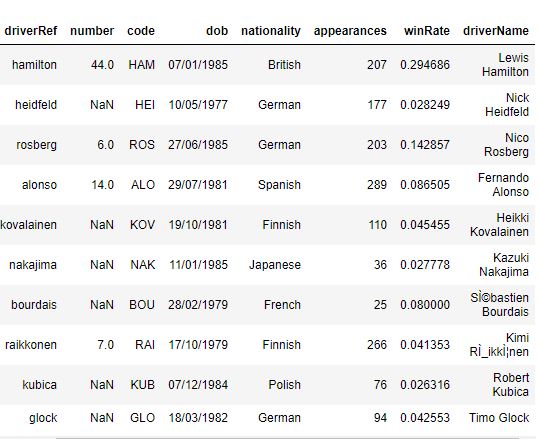 driverRef number code dob nationality appearances winRate driverName
hamilton 44.0 HAM 07/01/1985 British 207 0.294686 Lewis
Hamilton
heidfeld NaN HEI 10/05/1977 German 177 0.028249 Nick
Heidfeld
rosberg 6.0 ROS 27/06/1985 German 203 0.142857 Nico
Rosberg
alonso 14.0 ALO 29/07/1981 Spanish 289 0.086505 Fernando
Alonso
kovalainen NaN KOV 19/10/1981 Finnish 110 0.045455 Heikki
Kovalainen
nakajima NaN NAK 11/01/1985 Japanese 36 0.027778 Kazuki
Nakajima
bourdais NaN BOU 28/02/1979 French 25 0.080000 SÌ©bastien
Bourdais
raikkonen 7.0 RAI 17/10/1979 Finnish 266 0.041353 Kimi
RÌ_ikkÌ¦nen
kubica NaN KUB 07/12/1984 Polish 76 0.026316 Robert
Kubica
glock NaN GLO 18/03/1982 German 94 0.042553 Timo Glock